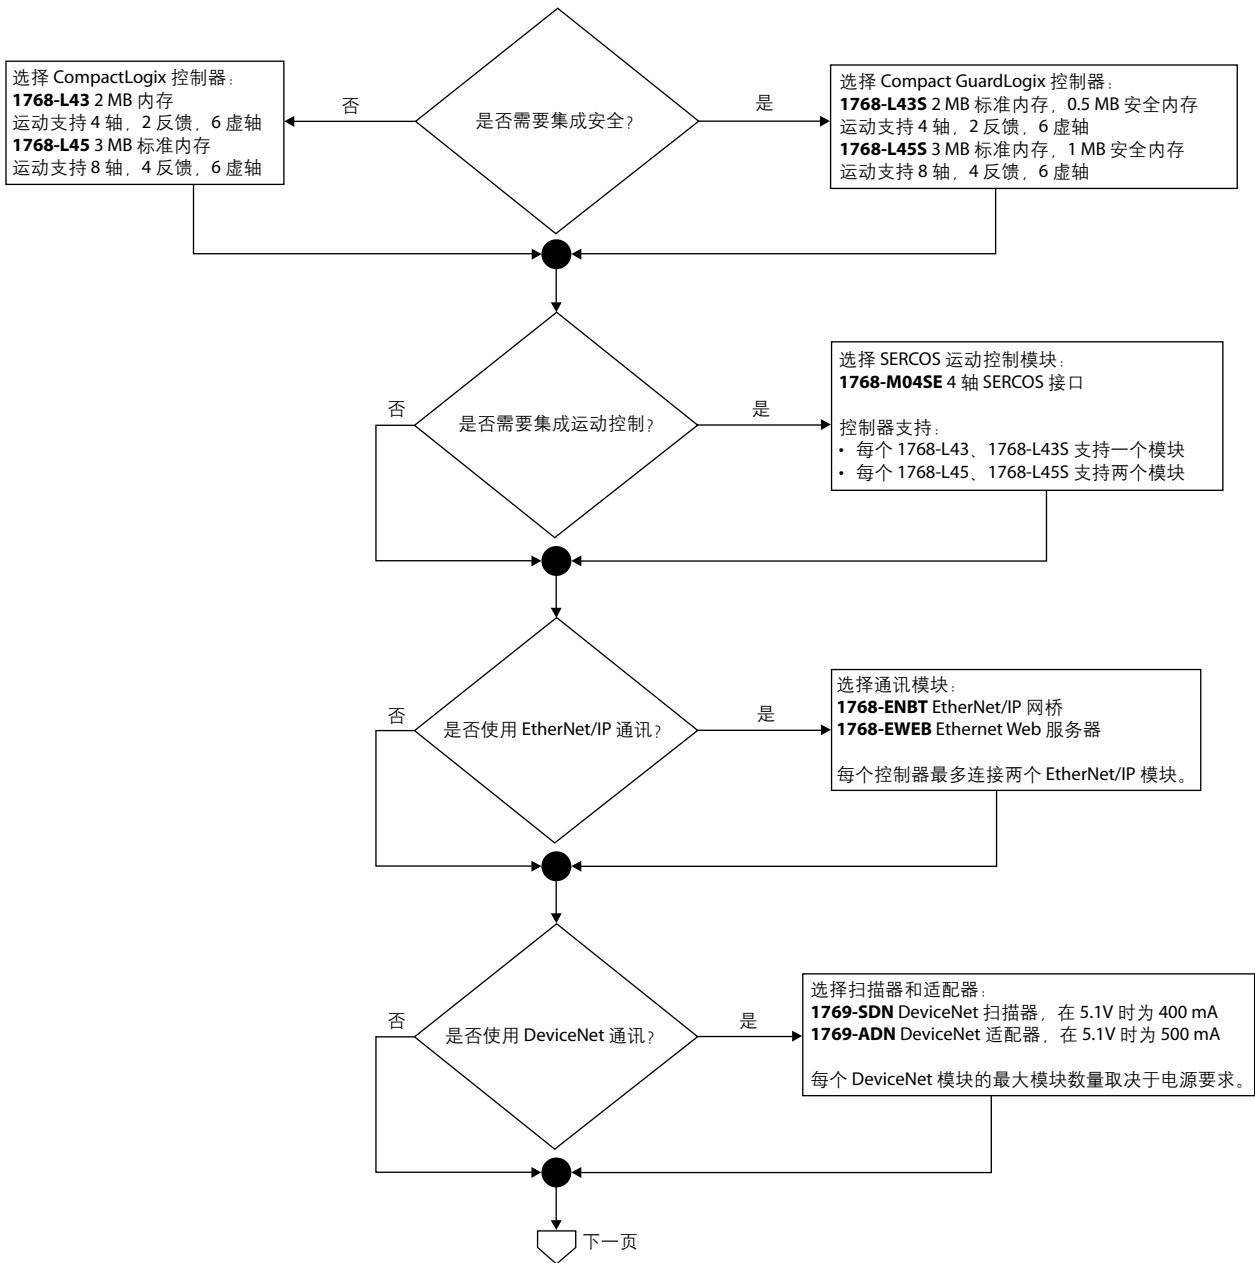 选择 CompactLogix 控制器：
1768-L43 2 MB 内存
运动支持 4 轴，2 反馈，6 虚轴
1768-L45 3 MB 标准内存
运动支持 8 轴，4 反馈，6 虚轴
否
是否需要集成安全？
是
选择 Compact GuardLogix 控制器：
1768-L43S 2 MB 标准内存，0.5 MB 安全内存
运动支持 4 轴，2 反馈，6 虚轴
1768-L45S 3 MB 标准内存，1 MB 安全内存
运动支持 8 轴，4 反馈，6 虚轴
否
是否需要集成运动控制？
是
选择 SERCOS 运动控制模块：
1768-M04SE 4 轴 SERCOS 接口
控制器支持：
• 每个 1768-L43、1768-L43S 支持一个模块
• 每个 1768-L45、1768-L45S 支持两个模块
否
是否使用 EtherNet/IP 通讯？
是
选择通讯模块：
1768-ENBT EtherNet/IP 网桥
1768-EWEB Ethernet Web 服务器
每个控制器最多连接两个 EtherNet/IP 模块。
否
是否使用 DeviceNet 通讯？
是
选择扫描器和适配器：
1769-SDN DeviceNet 扫描器，在 5.1V 时为 400 mA
1769-ADN DeviceNet 适配器，在 5.1V 时为 500 mA
每个 DeviceNet 模块的最大模块数量取决于电源要求。
下一页